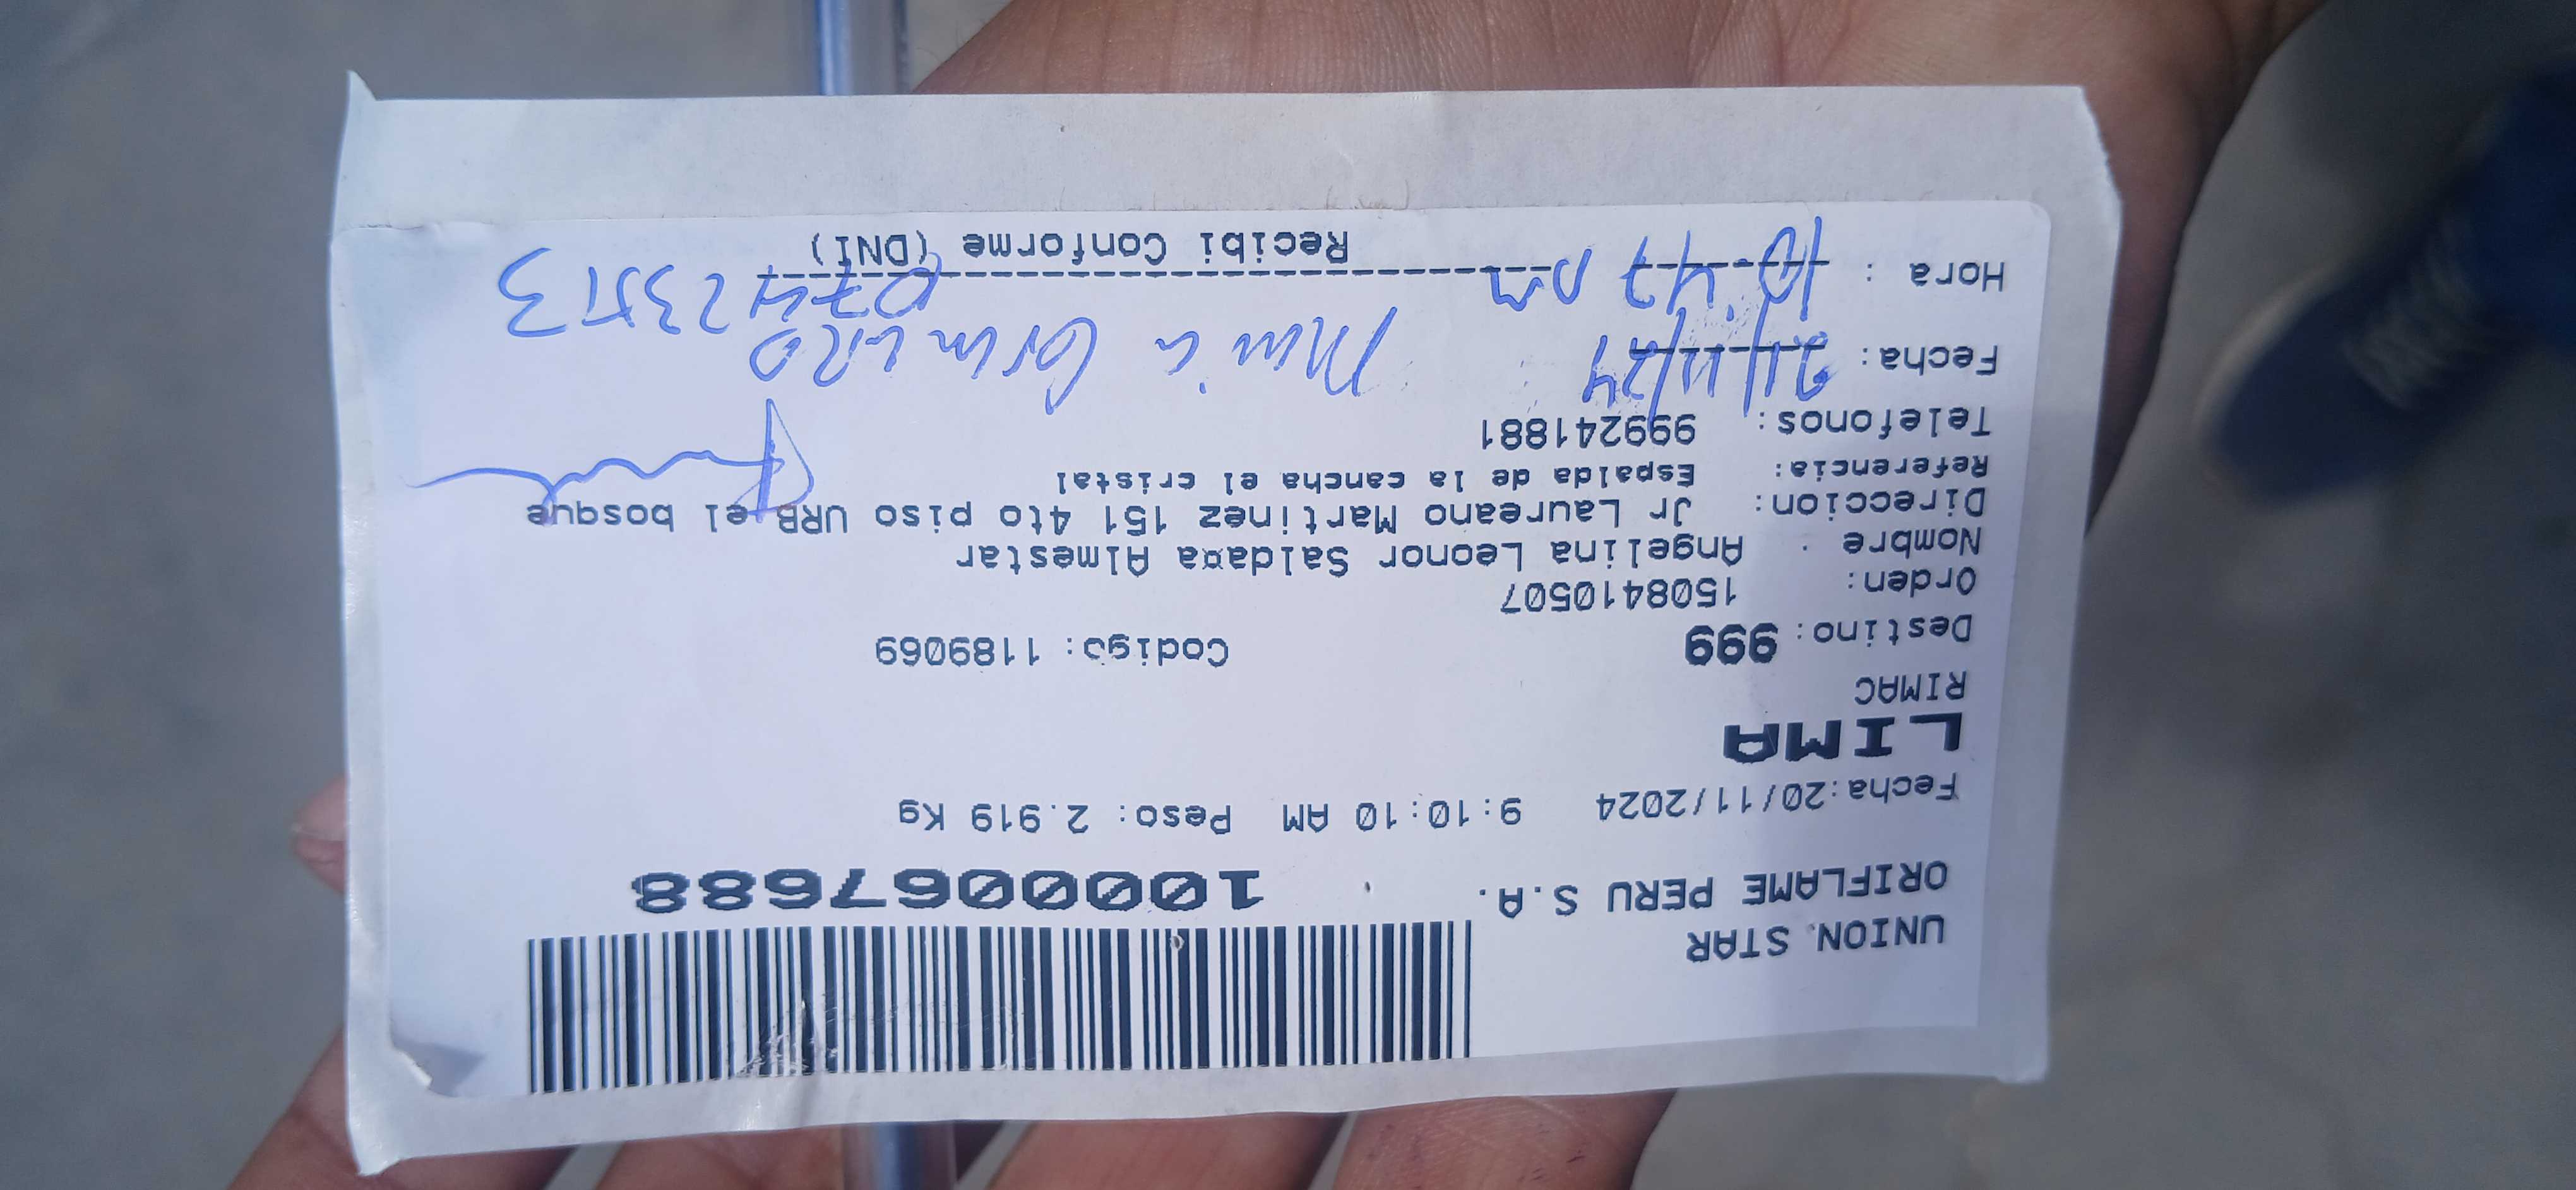 UNION STAR
ORIFLAME PERU S.A. 1000067688
Fecha:20/11/2024 9:10:10 AM Peso: 2.919 Kg
LIMA
RIMAC
Destino: 999 Codigo: 1189069
Orden: 1508410507
Nombre : Angelina Leonor Salda¤a Almestar
Direccion: Jr Laureano Martinez 151 4to piso URB el bosque
Referencia: Espalda de la cancha el cristal
Telefonos: 999241881
Fecha: 21/11/24
Hora : 10:47
Recibi Conforme (DNI)